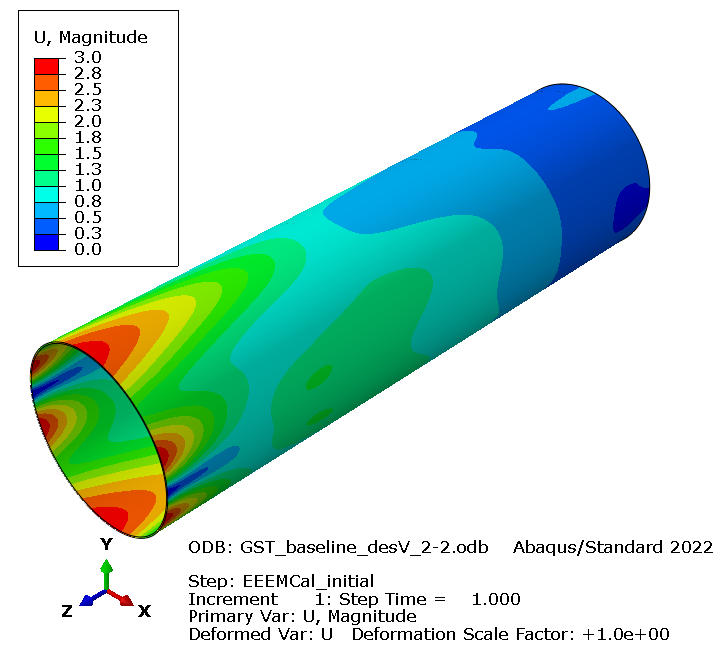 U, Magnitude
3.0
2.8
2.5
2.3
2.0
1.8
1.5
1.3
1.0
0.8
0.5
0.3
0.0
Y
Z X
ODB: GST_baseline_desV_2-2.odb Abaqus/Standard 2022
Step: EEEMCal_initial
Increment 1: Step Time = 1.000
Primary Var: U, Magnitude
Deformed Var: U Deformation Scale Factor: +1.0e+00